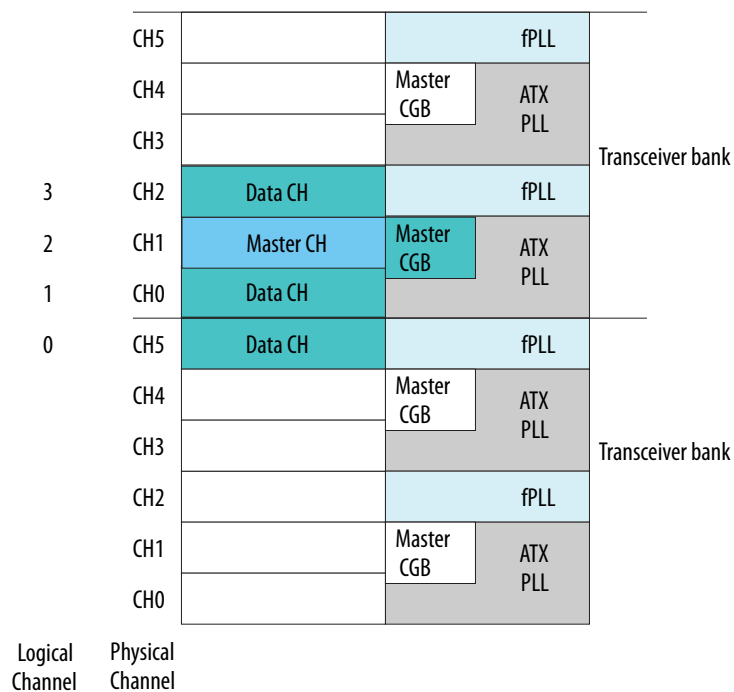 CH5 fPLL
CH4 Master CGB ATX PLL
CH3
Transceiver bank
3 CH2 Data CH fPLL
2 CH1 Master CH Master CGB ATX PLL
1 CH0 Data CH
0 CH5 Data CH fPLL
CH4 Master CGB ATX PLL
CH3
Transceiver bank
CH2 fPLL
CH1 Master CGB ATX PLL
CH0
Logical Channel
Physical Channel